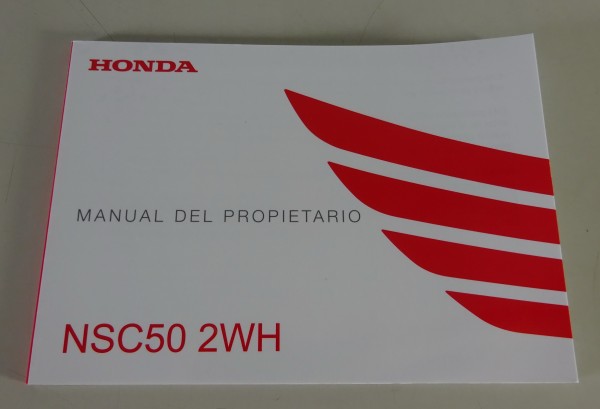 HONDA
MANUAL DEL PROPIETARIO
NSC50 2WH